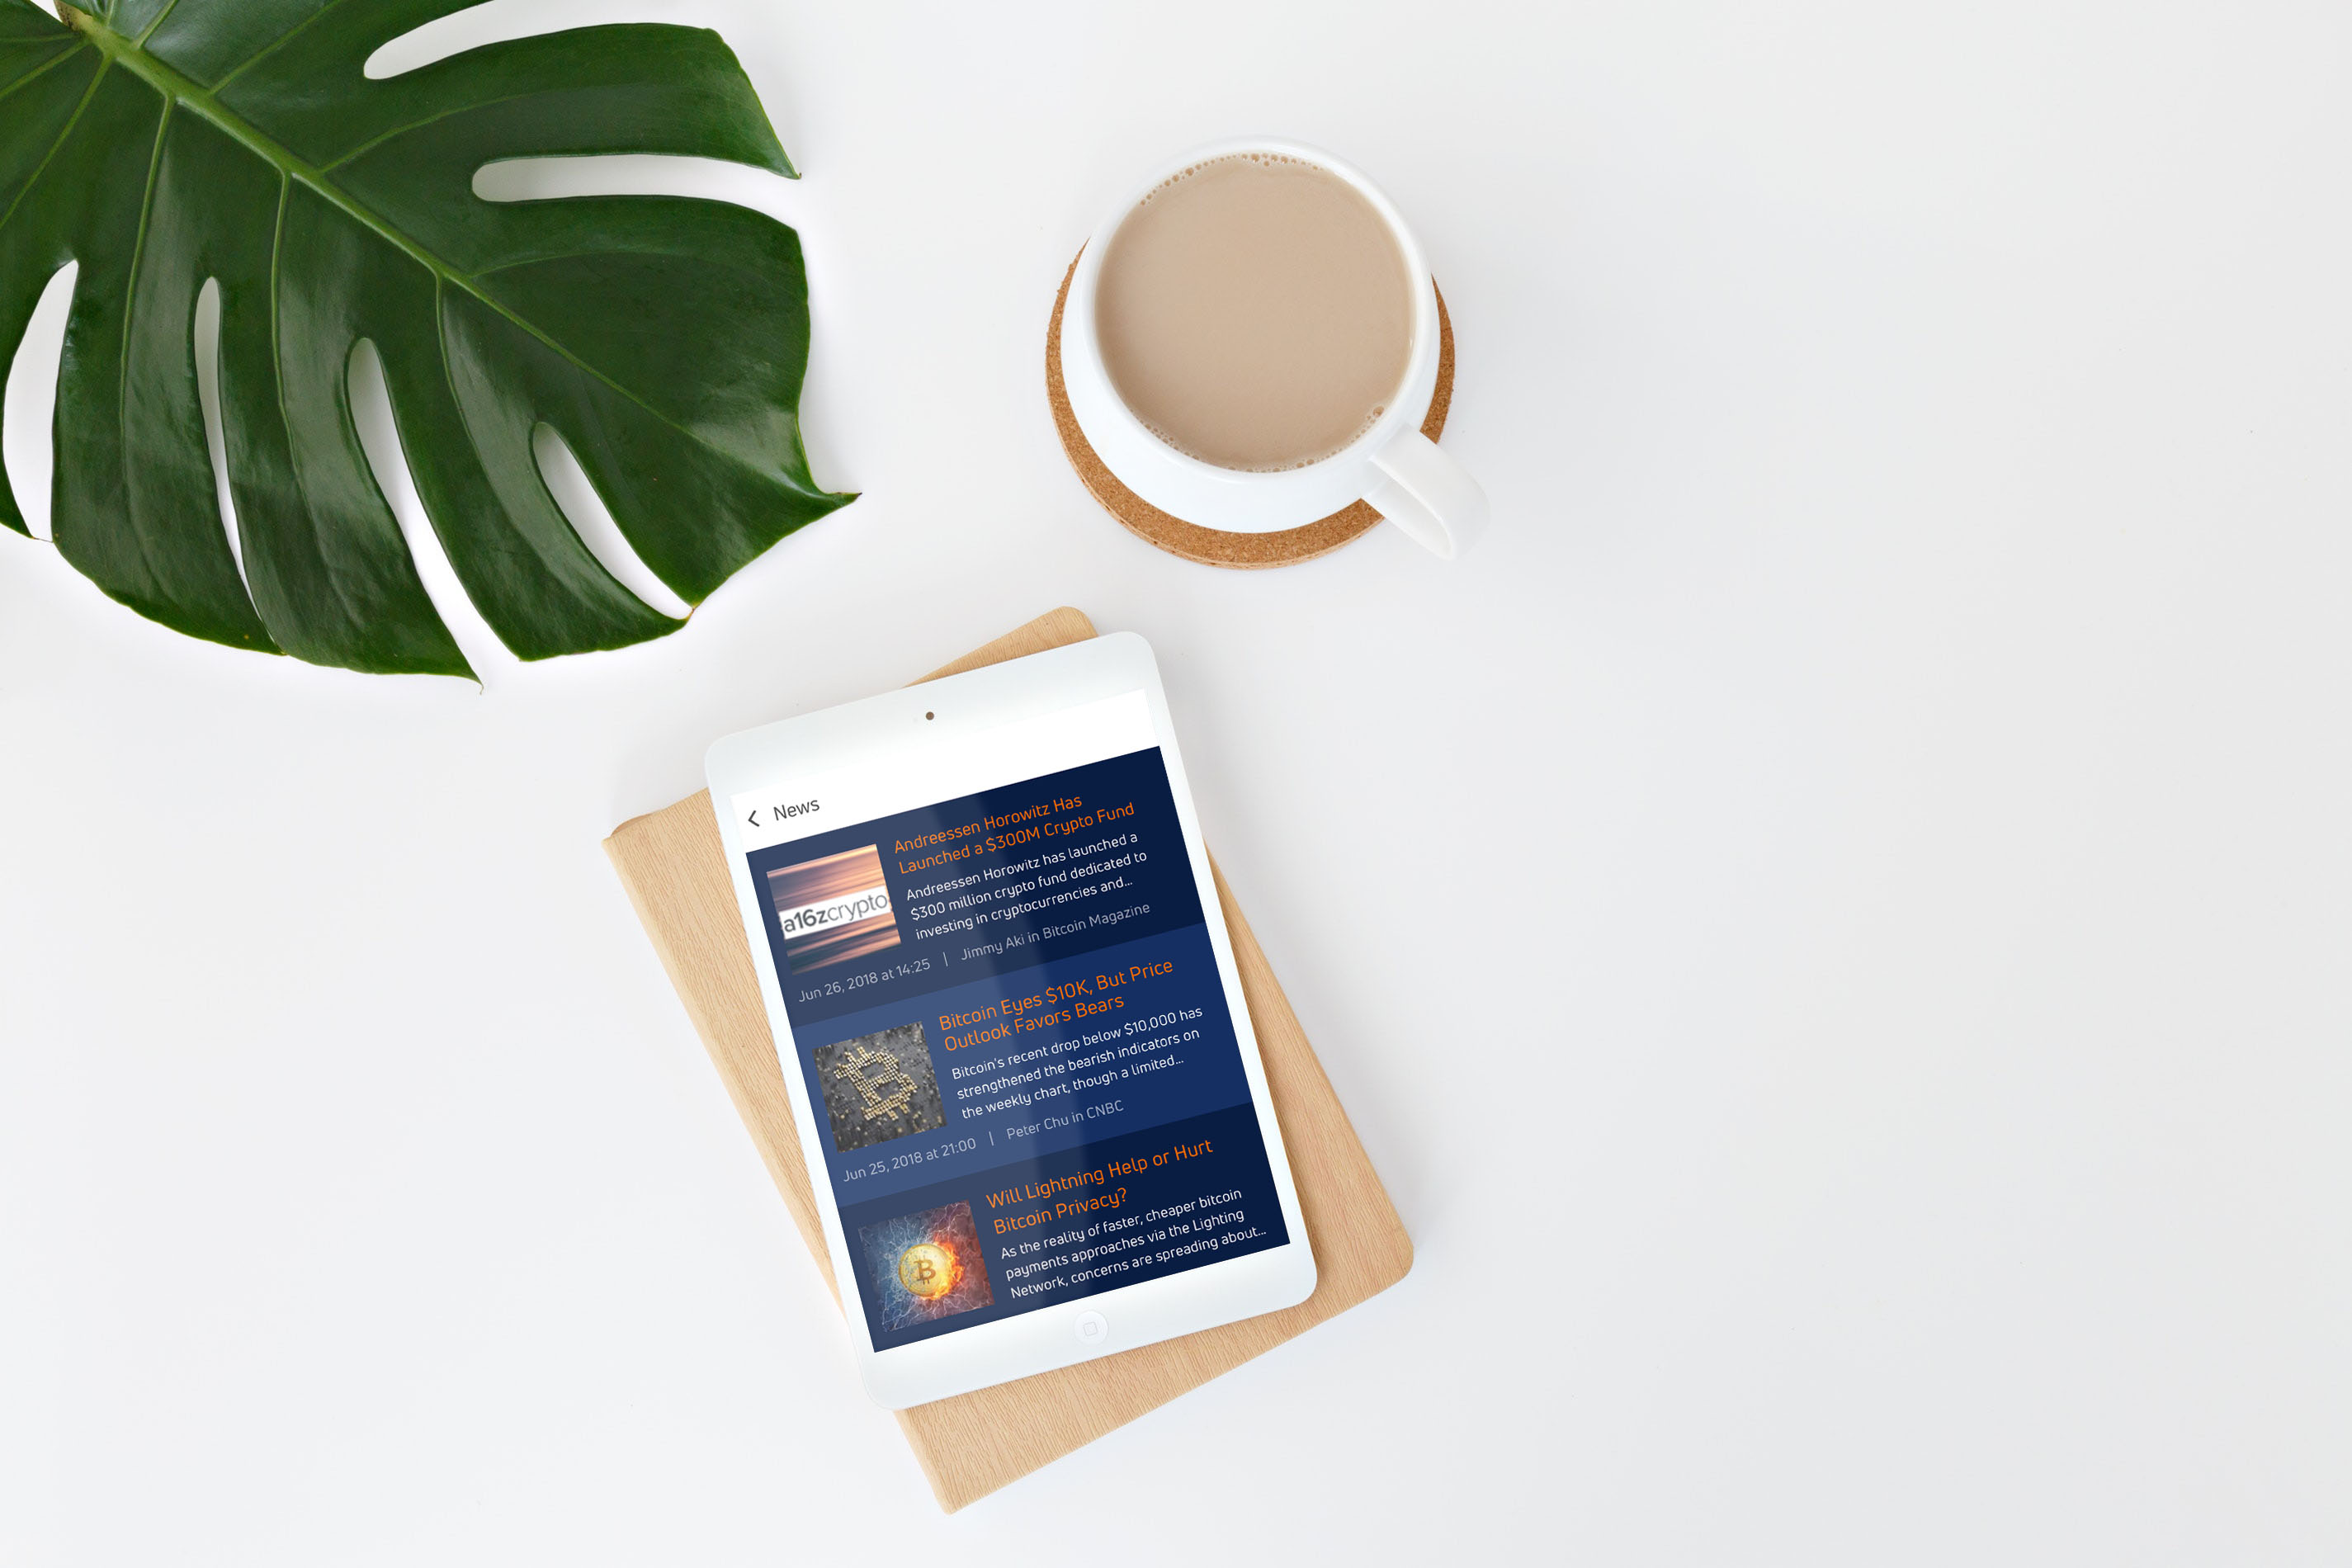 News
Andreessen Horowitz Has
Launched a $300M Crypto Fund
Andreessen Horowitz has launched a
$300 million crypto fund dedicated to
investing in cryptocurrencies and...
a16zcrypto
Jun 26, 2018 at 14:25 | Jimmy Aki in Bitcoin Magazine
Bitcoin Eyes $10K, But Price
Outlook Favors Bears
Bitcoin's recent drop below $10,000 has
strengthened the bearish indicators on
the weekly chart, though a limited...
Jun 25, 2018 at 21:00 | Peter Chu in CNBC
Will Lightning Help or Hurt
Bitcoin Privacy?
As the reality of faster, cheaper bitcoin
payments approaches via the Lighting
Network, concerns are spreading about...